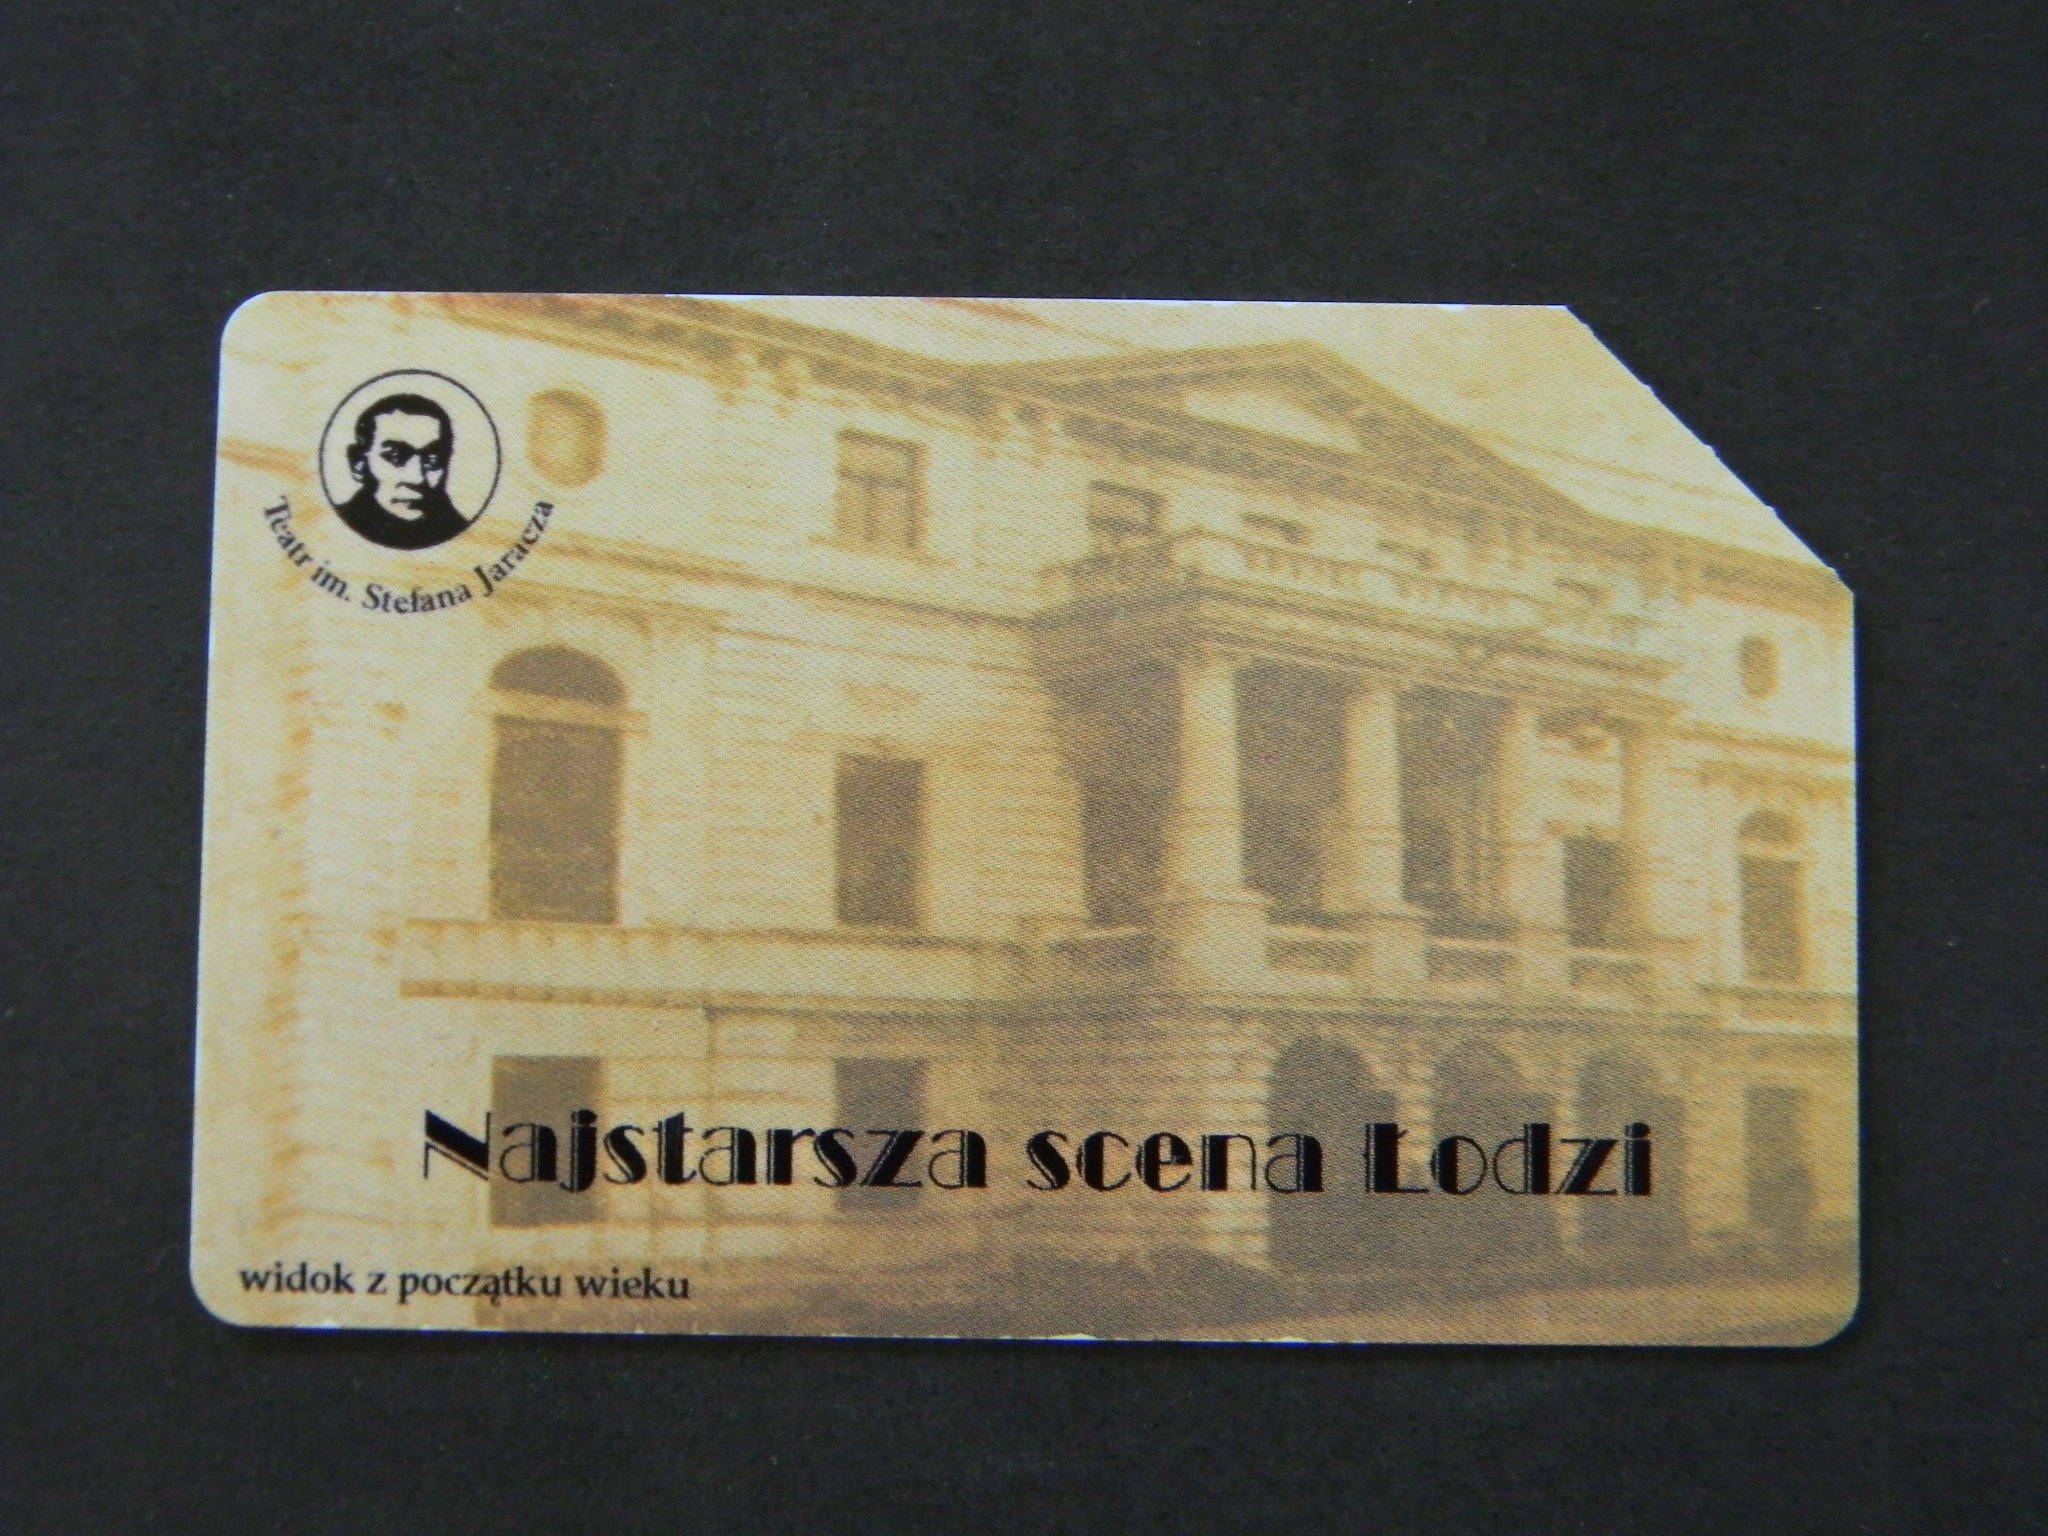 Teatr im. Stefana Jaracza
Najstarsza scena Łodzi
widok z początku wieku